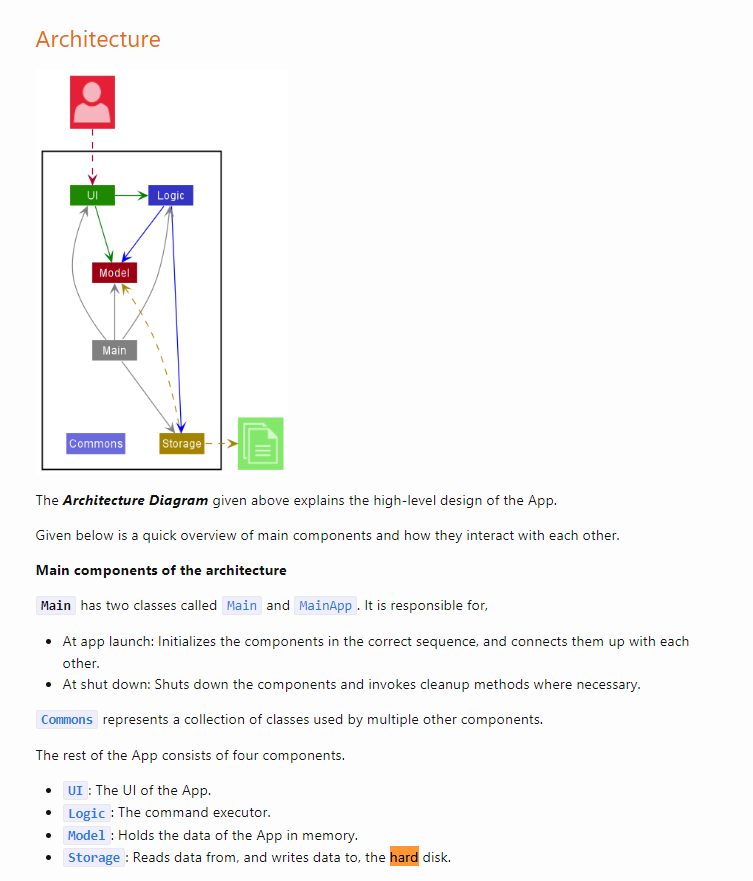 Architecture
UI
Logic
Model
Main
Commons
Storage
The Architecture Diagram given above explains the high-level design of the App.
Given below is a quick overview of main components and how they interact with each other.
Main components of the architecture
Main has two classes called Main and MainApp. It is responsible for,
• At app launch: Initializes the components in the correct sequence, and connects them up with each
other.
• At shut down: Shuts down the components and invokes cleanup methods where necessary.
Commons represents a collection of classes used by multiple other components.
The rest of the App consists of four components.
• UI: The UI of the App.
• Logic: The command executor.
• Model: Holds the data of the App in memory.
• Storage: Reads data from, and writes data to, the hard disk.